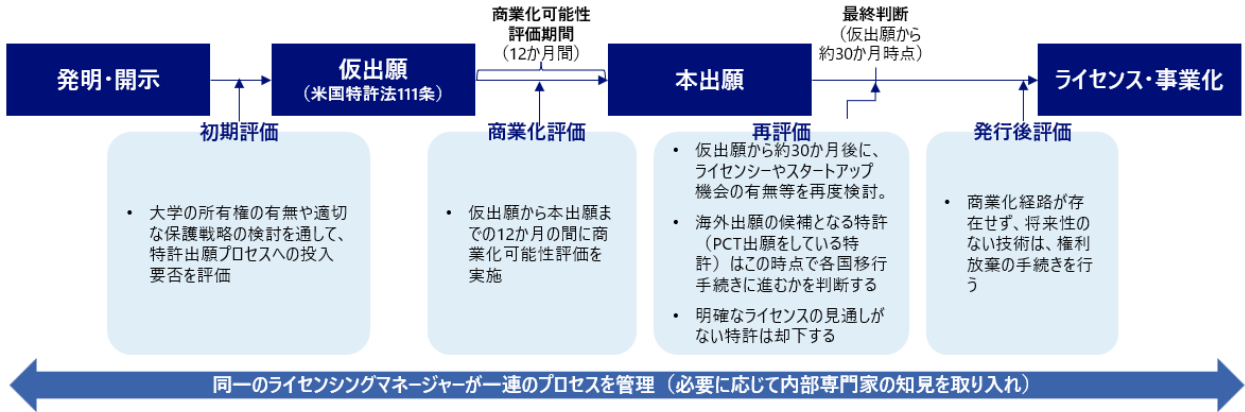 商業化可能性
評価期間
（12か月間）
最終判断
（仮出願から
約30か月時点）
発明・開示
仮出願
（米国特許法111条）
本出願
ライセンス・事業化
初期評価
• 大学の所有権の有無や適切
な保護戦略の検討を通して、
特許出願プロセスへの投入
要否を評価
商業化評価
• 仮出願から本出願ま
での12か月の間に商
業化可能性評価を
実施
再評価
• 仮出願から約30か月後に、
ライセンシーやスタートアップ
機会の有無等を再度検討。
• 海外出願の候補となる特許
（PCT出願をしている特
許）はこの時点で各国移行
手続きに進むかを判断する
• 明確なライセンスの見通しが
ない特許は却下する
発行後評価
• 商業化経路が存
在せず、将来性の
ない技術は、権利
放棄の手続きを行
う
同一のライセンシングマネージャーが一連のプロセスを管理（必要に応じて内部専門家の知見を取り入れ）